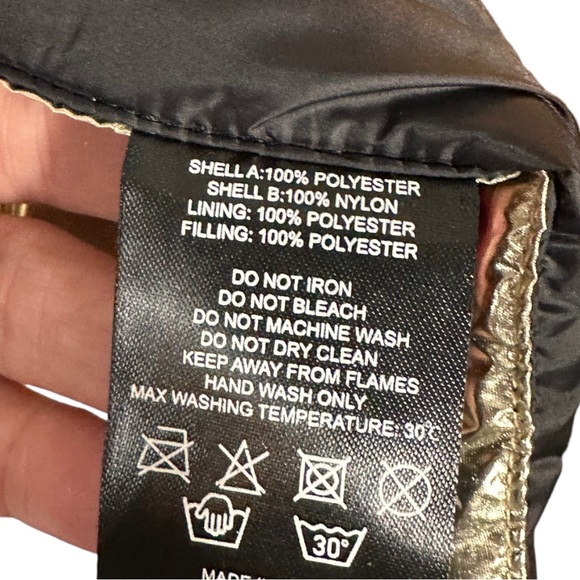 SHELL A:100% POLYESTER
SHELL B:100% NYLON
LINING: 100% POLYESTER
FILLING: 100% POLYESTER
DO NOT IRON
DO NOT BLEACH
DO NOT MACHINE WASH
DO NOT DRY CLEAN
KEEP AWAY FROM FLAMES
HAND WASH ONLY
MAX WASHING TEMPERATURE: 30℃
30°
MADE